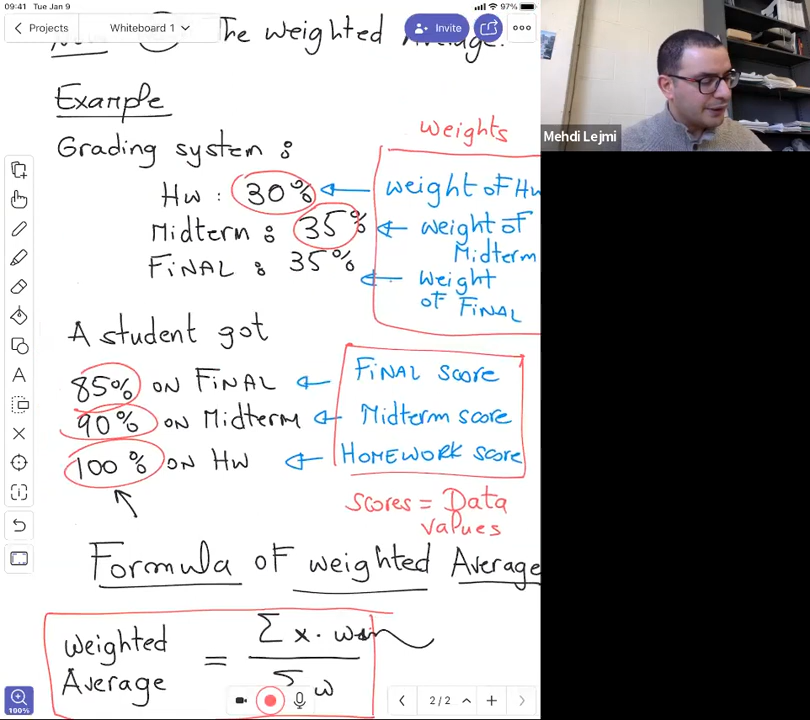 09:41 Tue Jan 9
97%
Projects
Whiteboard 1
Invite
The weighted Average.
Example
Grading system :
Weights
HW : 30% weight of HW
Midterm : 35% weight of Midterm
FINAL : 35% weight of FINAL
A student got
85% ON FINAL FINAL score
90% ON Midterm Midterm score
100% ON HW HOMEWORK score
scores = Data values
Formula of weighted Average
weighted Average = Σ x · w
Σ w
Mehdi Lejmi
A
100%
2/2